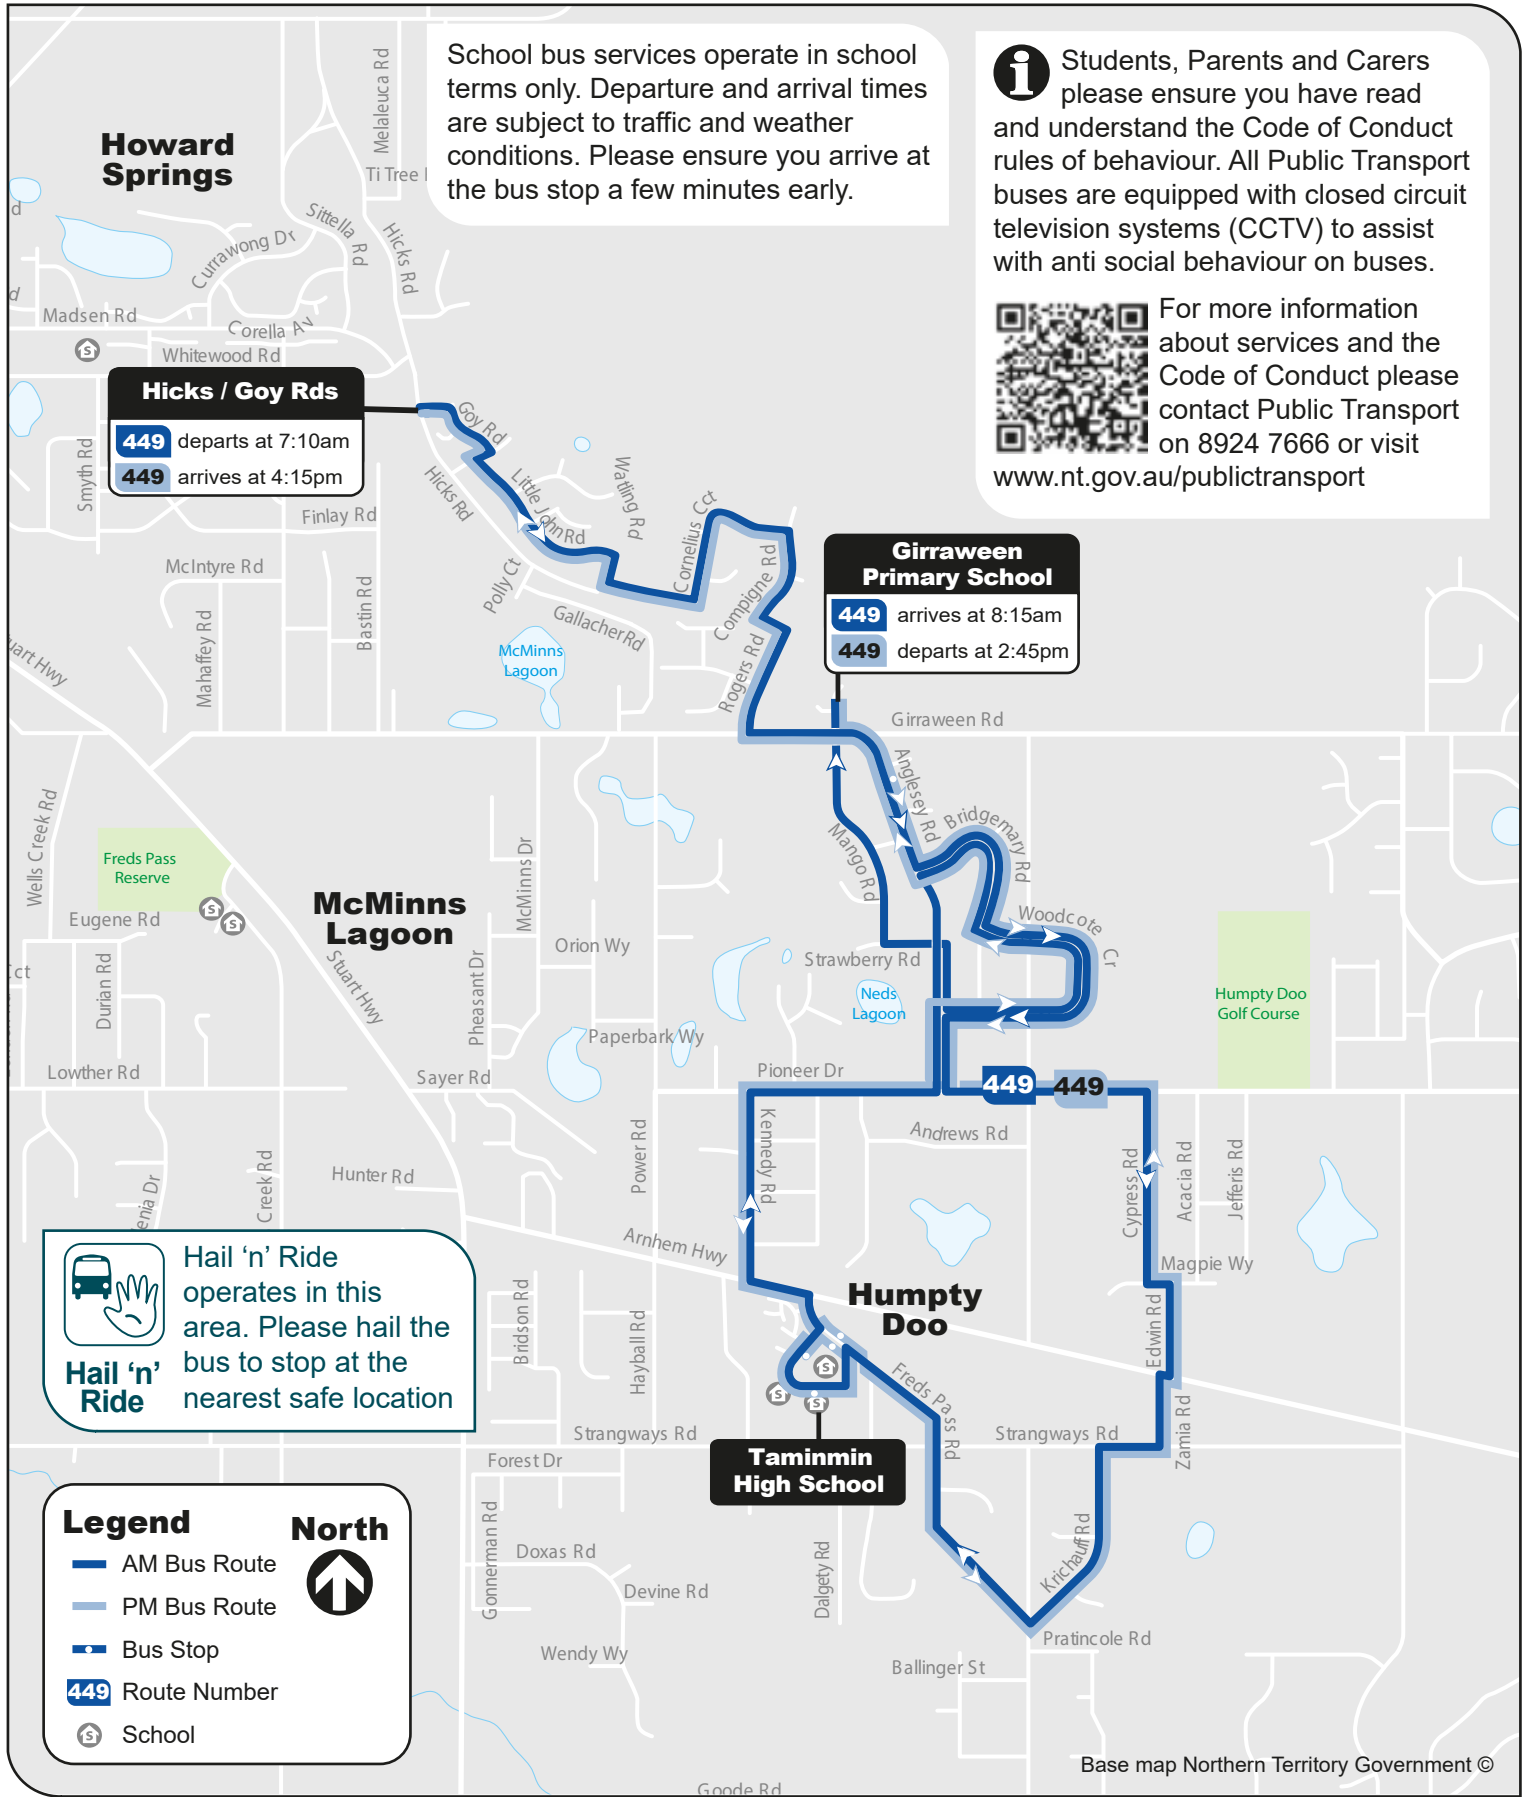 School bus services operate in school
terms only. Departure and arrival times
are subject to traffic and weather
conditions. Please ensure you arrive at
the bus stop a few minutes early.
Students, Parents and Carers
please ensure you have read
and understand the Code of Conduct
rules of behaviour. All Public Transport
buses are equipped with closed circuit
television systems (CCTV) to assist
with anti social behaviour on buses.
For more information
about services and the
Code of Conduct please
contact Public Transport
on 8924 7666 or visit
www.nt.gov.au/publictransport
Howard
Springs
Melaleuca Rd
Ti Tree
Sittella Rd
Hicks Rd
Currawong Dr
Madsen Rd
Corella Av
Whitewood Rd
Hicks / Goy Rds
449 departs at 7:10am
449 arrives at 4:15pm
Goy Rd
Smyth Rd
Hicks Rd
Little John Rd
Watling Rd
Cornelius Cct
Finlay Rd
McIntyre Rd
Polly Ct
Compigne Rd
Bastin Rd
Mahaffey Rd
Gallacher Rd
McMinns
Lagoon
Rogers Rd
Girraween
Primary School
449 arrives at 8:15am
449 departs at 2:45pm
uart Hwy
Girraween Rd
Anglesey Rd
Bridgemary Rd
Mango Rd
Wells Creek Rd
Freds Pass
Reserve
Eugene Rd
McMinns
Lagoon
McMinns Dr
Woodcote Cr
Orion Wy
Strawberry Rd
Neds
Lagoon
Humpty Doo
Golf Course
cct
Durian Rd
Stuart Hwy
Pheasant Dr
Paperbark Wy
Lowther Rd
Sayer Rd
Pioneer Dr
449
449
Kennedy Rd
Andrews Rd
Power Rd
Cypress Rd
Acacia Rd
Jefferis Rd
Hunter Rd
Creek Rd
enia Dr
Arnhem Hwy
Magpie Wy
Hail ‘n’ Ride
operates in this
area. Please hail the
bus to stop at the
nearest safe location
Hail ‘n’
Ride
Humpty
Doo
Bridson Rd
Hayball Rd
Edwin Rd
Freds Pass Rd
Strangways Rd
Strangways Rd
Zamia Rd
Taminmin
High School
Forest Dr
Gonnerman Rd
Doxas Rd
Devine Rd
Dalgety Rd
Krichauff Rd
Wendy Wy
Pratincole Rd
Ballinger St
Goode Rd
Legend
North
AM Bus Route
PM Bus Route
Bus Stop
449 Route Number
School
Base map Northern Territory Government ©